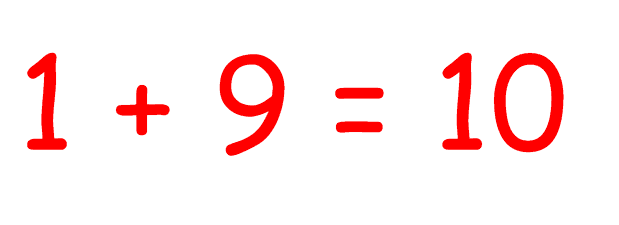 1 + 9 = 10